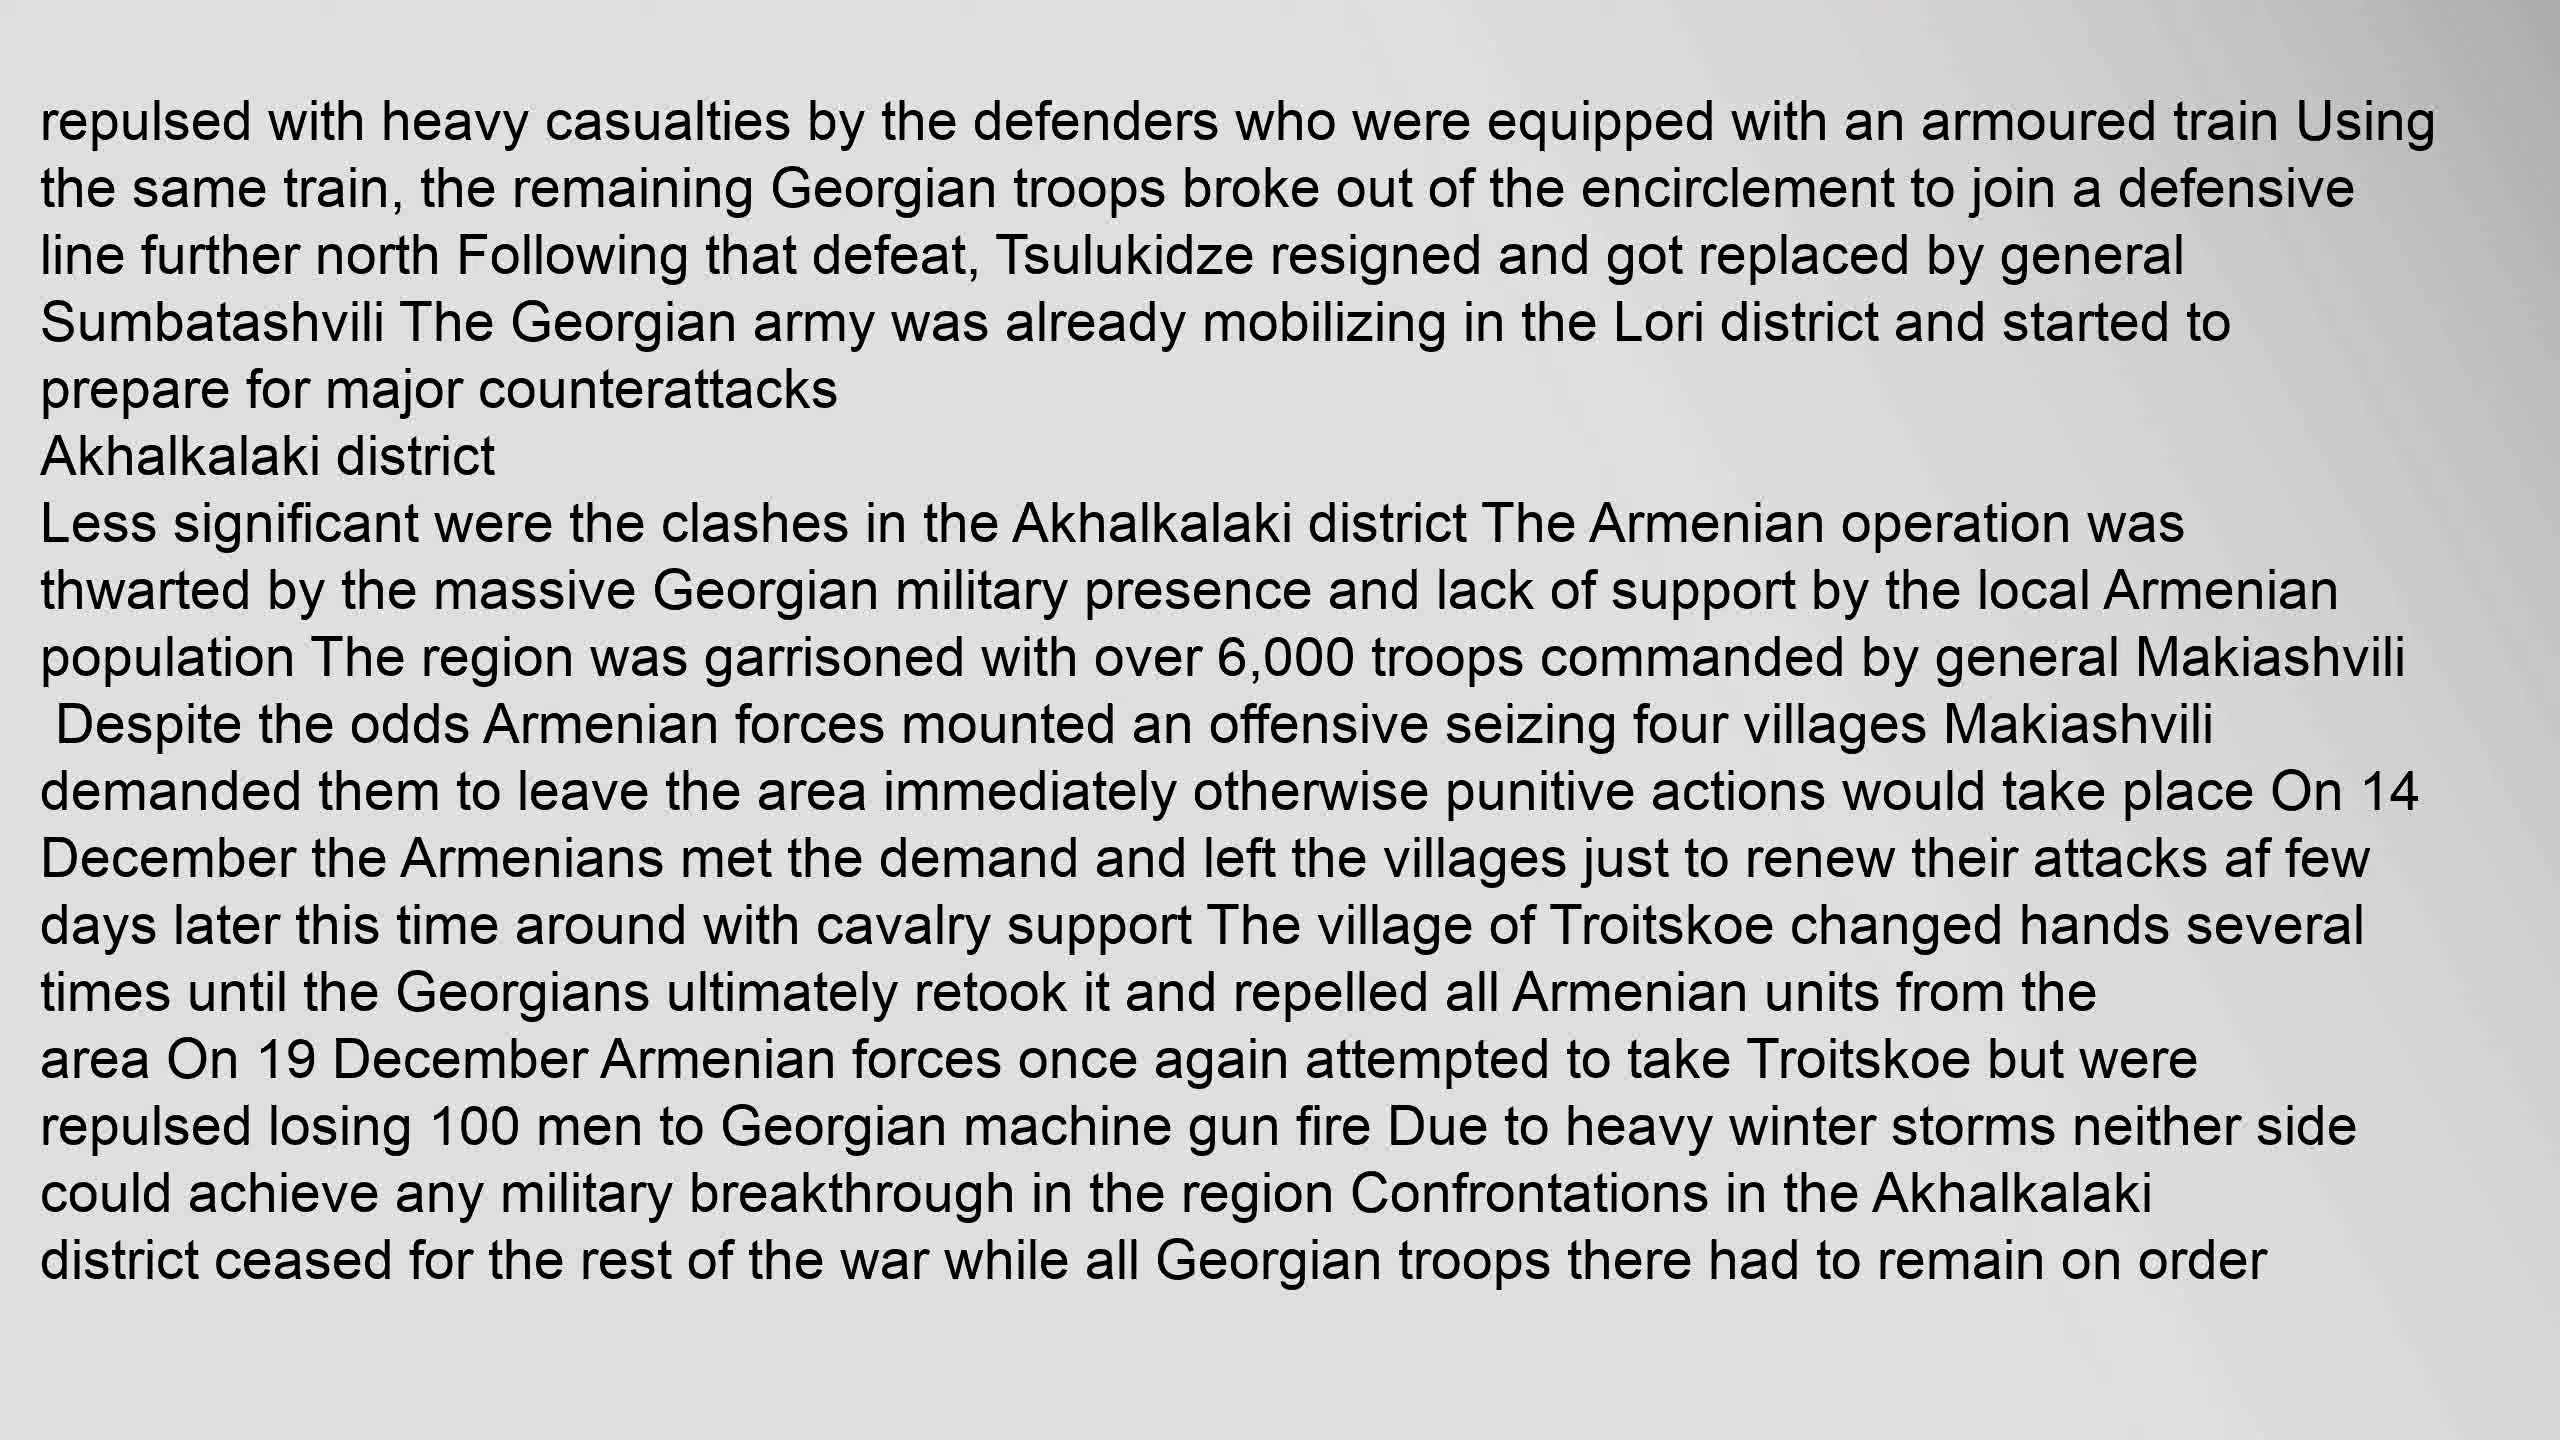 repulsed with heavy casualties by the defenders who were equipped with an armoured train Using
the same train, the remaining Georgian troops broke out of the encirclement to join a defensive
line further north Following that defeat, Tsulukidze resigned and got replaced by general
Sumbatashvili The Georgian army was already mobilizing in the Lori district and started to
prepare for major counterattacks
Akhalkalaki district
Less significant were the clashes in the Akhalkalaki district The Armenian operation was
thwarted by the massive Georgian military presence and lack of support by the local Armenian
population The region was garrisoned with over 6,000 troops commanded by general Makiashvili
Despite the odds Armenian forces mounted an offensive seizing four villages Makiashvili
demanded them to leave the area immediately otherwise punitive actions would take place On 14
December the Armenians met the demand and left the villages just to renew their attacks af few
days later this time around with cavalry support The village of Troitskoe changed hands several
times until the Georgians ultimately retook it and repelled all Armenian units from the
area On 19 December Armenian forces once again attempted to take Troitskoe but were
repulsed losing 100 men to Georgian machine gun fire Due to heavy winter storms neither side
could achieve any military breakthrough in the region Confrontations in the Akhalkalaki
district ceased for the rest of the war while all Georgian troops there had to remain on order